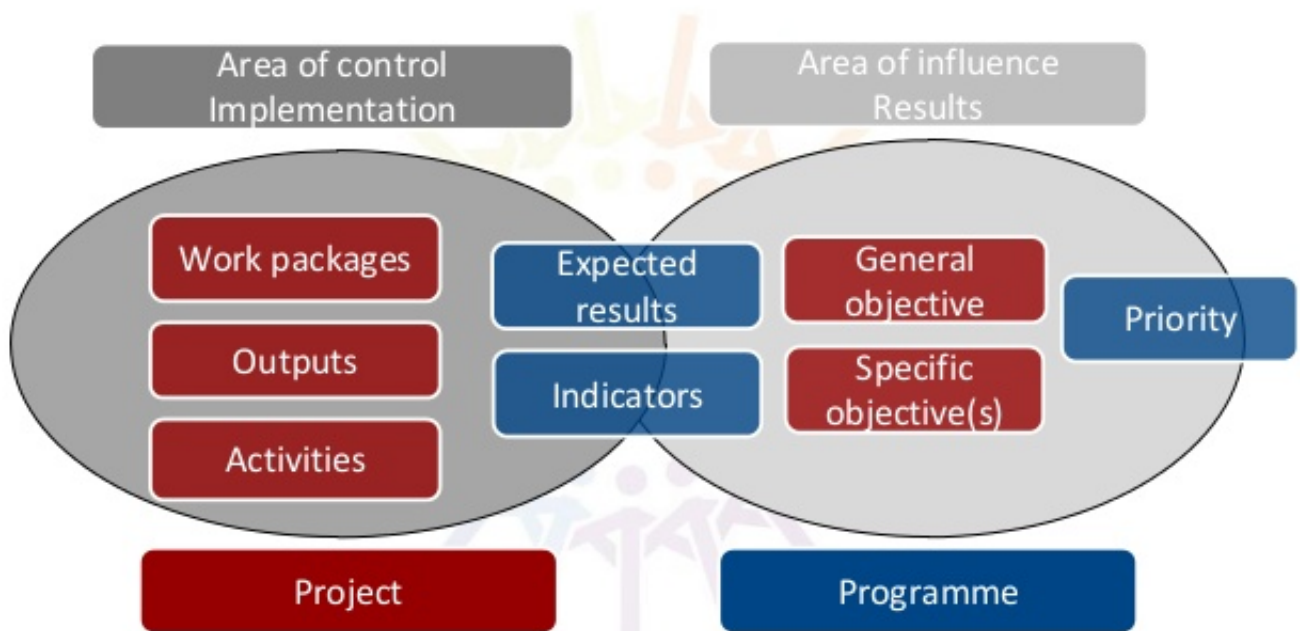 Area of control
Implementation
Area of influence
Results
Work packages
Outputs
Activities
Expected
results
Indicators
General
objective
Specific
objective(s)
Priority
Project
Programme